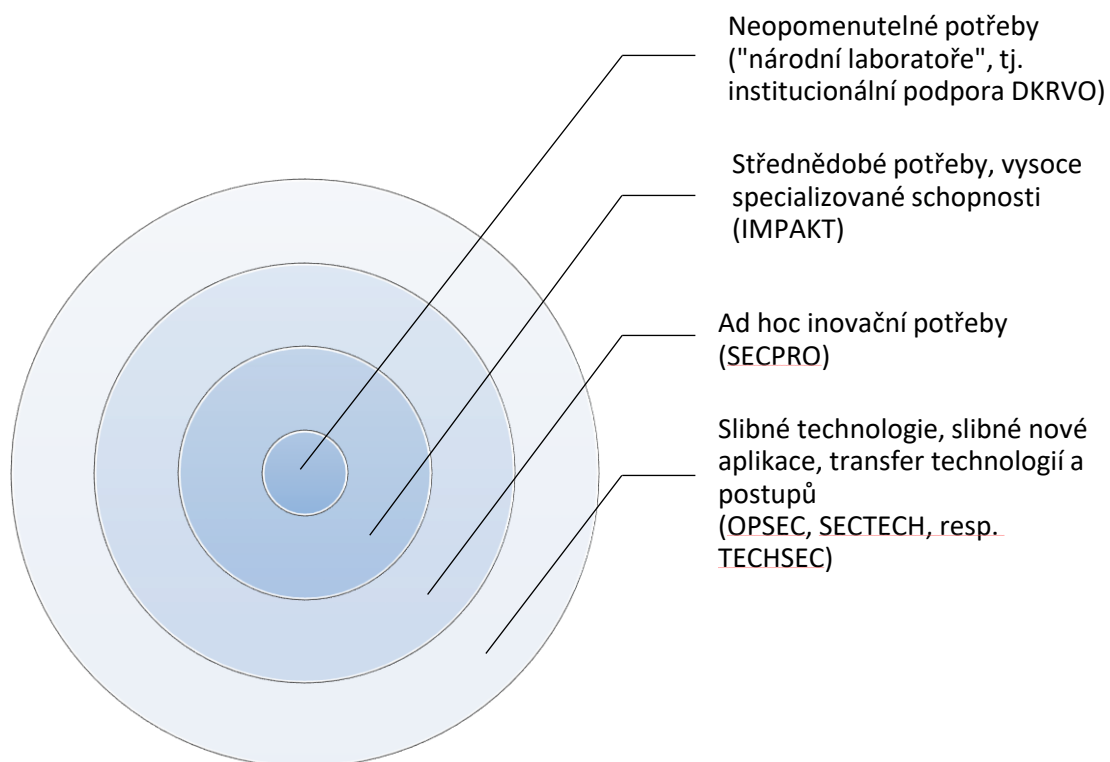 Neopomenutelné potřeby
("národní laboratoře", tj.
institucionální podpora DKRVO)
Střednědobé potřeby, vysoce
specializované schopnosti
(IMPAKT)
Ad hoc inovační potřeby
(SECPRO)
Slibné technologie, slibné nové
aplikace, transfer technologií a
postupů
(OPSEC, SECTECH, resp.
TECHSEC)